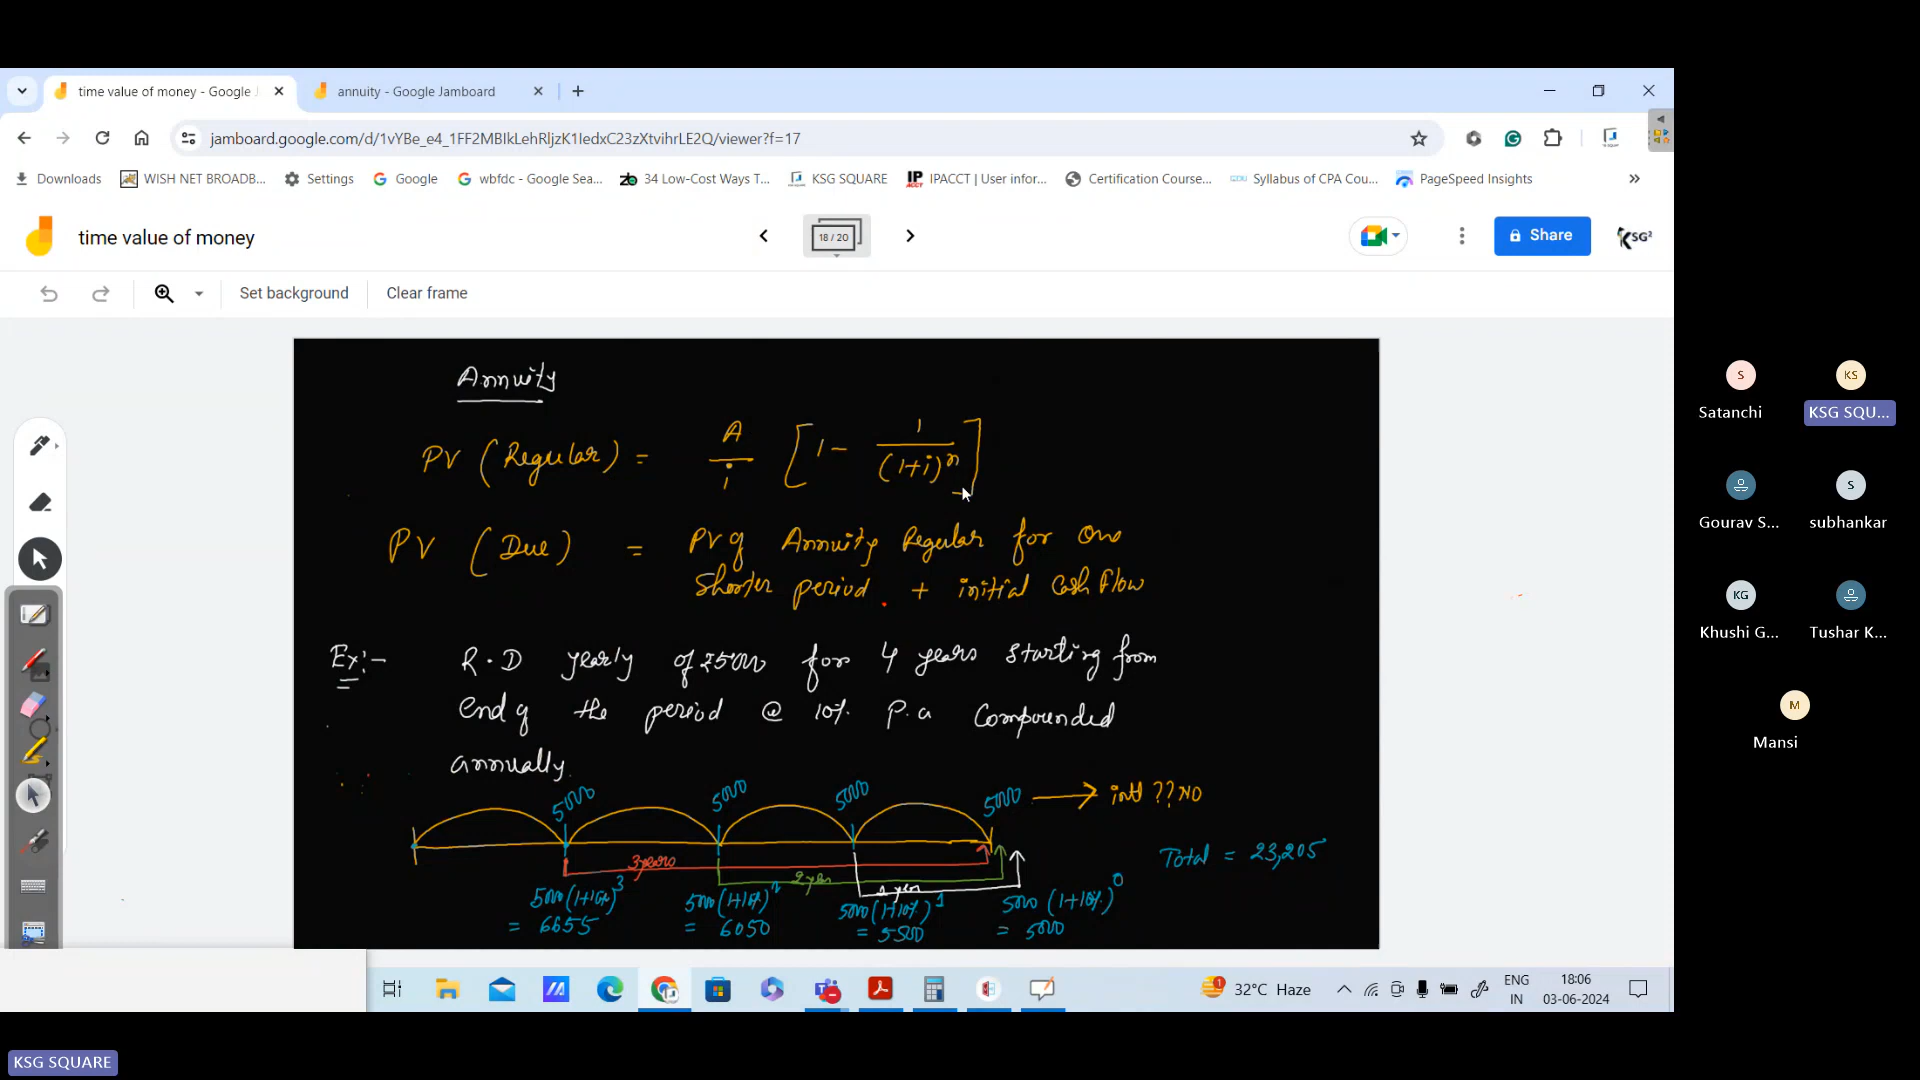 time value of money - Google J
annuity - Google Jamboard
jamboard.google.com/d/1vYBe_e4_1FF2MBIkLehRljzK1IedxC23zXtvihrLE2Q/viewer?f=17
Downloads WISH NET BROADB... Settings Google wbfdc - Google Sea... 34 Low-Cost Ways T... KSG SQUARE IPACCT | User infor... Certification Course... Syllabus of CPA Cou... PageSpeed Insights
time value of money
18 / 20
Share
KSG²
Set background Clear frame
Annuity
PV (Regular) = A/i [1 - 1/(1+i)^n]
PV (Due) = PV of Annuity Regular for One
Shorter period + initial Cash flow
Ex:- R.D yearly of ₹5000 for 4 years starting from
end of the period @ 10% P.a Compounded
annually
5000 5000 5000 5000 → intt ?? NO
3 years
2 year
1 year
Total = 23,205
5000(1+10%)^3 5000(1+10%)^2 5000(1+10%)^1 5000(1+10%)^0
= 6655 = 6050 = 5500 = 5000
S KS
Satanchi KSG SQU...
S
Gourav S... subhankar
KG
Khushi G... Tushar K...
M
Mansi
32°C Haze
ENG
IN
18:06
03-06-2024
KSG SQUARE